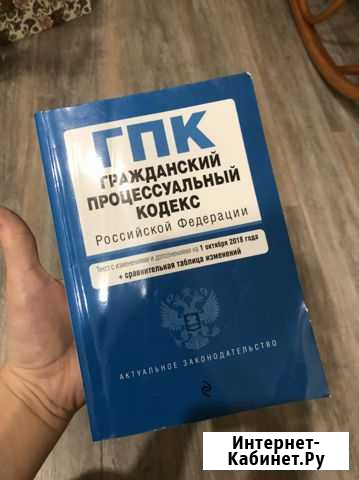 ГПК
ГРАЖДАНСКИЙ
ПРОЦЕССУАЛЬНЫЙ
КОДЕКС
Российской Федерации
Текст с изменениями и дополнениями на 1 октября 2018 года
+ сравнительная таблица изменений
АКТУАЛЬНОЕ ЗАКОНОДАТЕЛЬСТВО
Интернет-
Кабинет.Ру